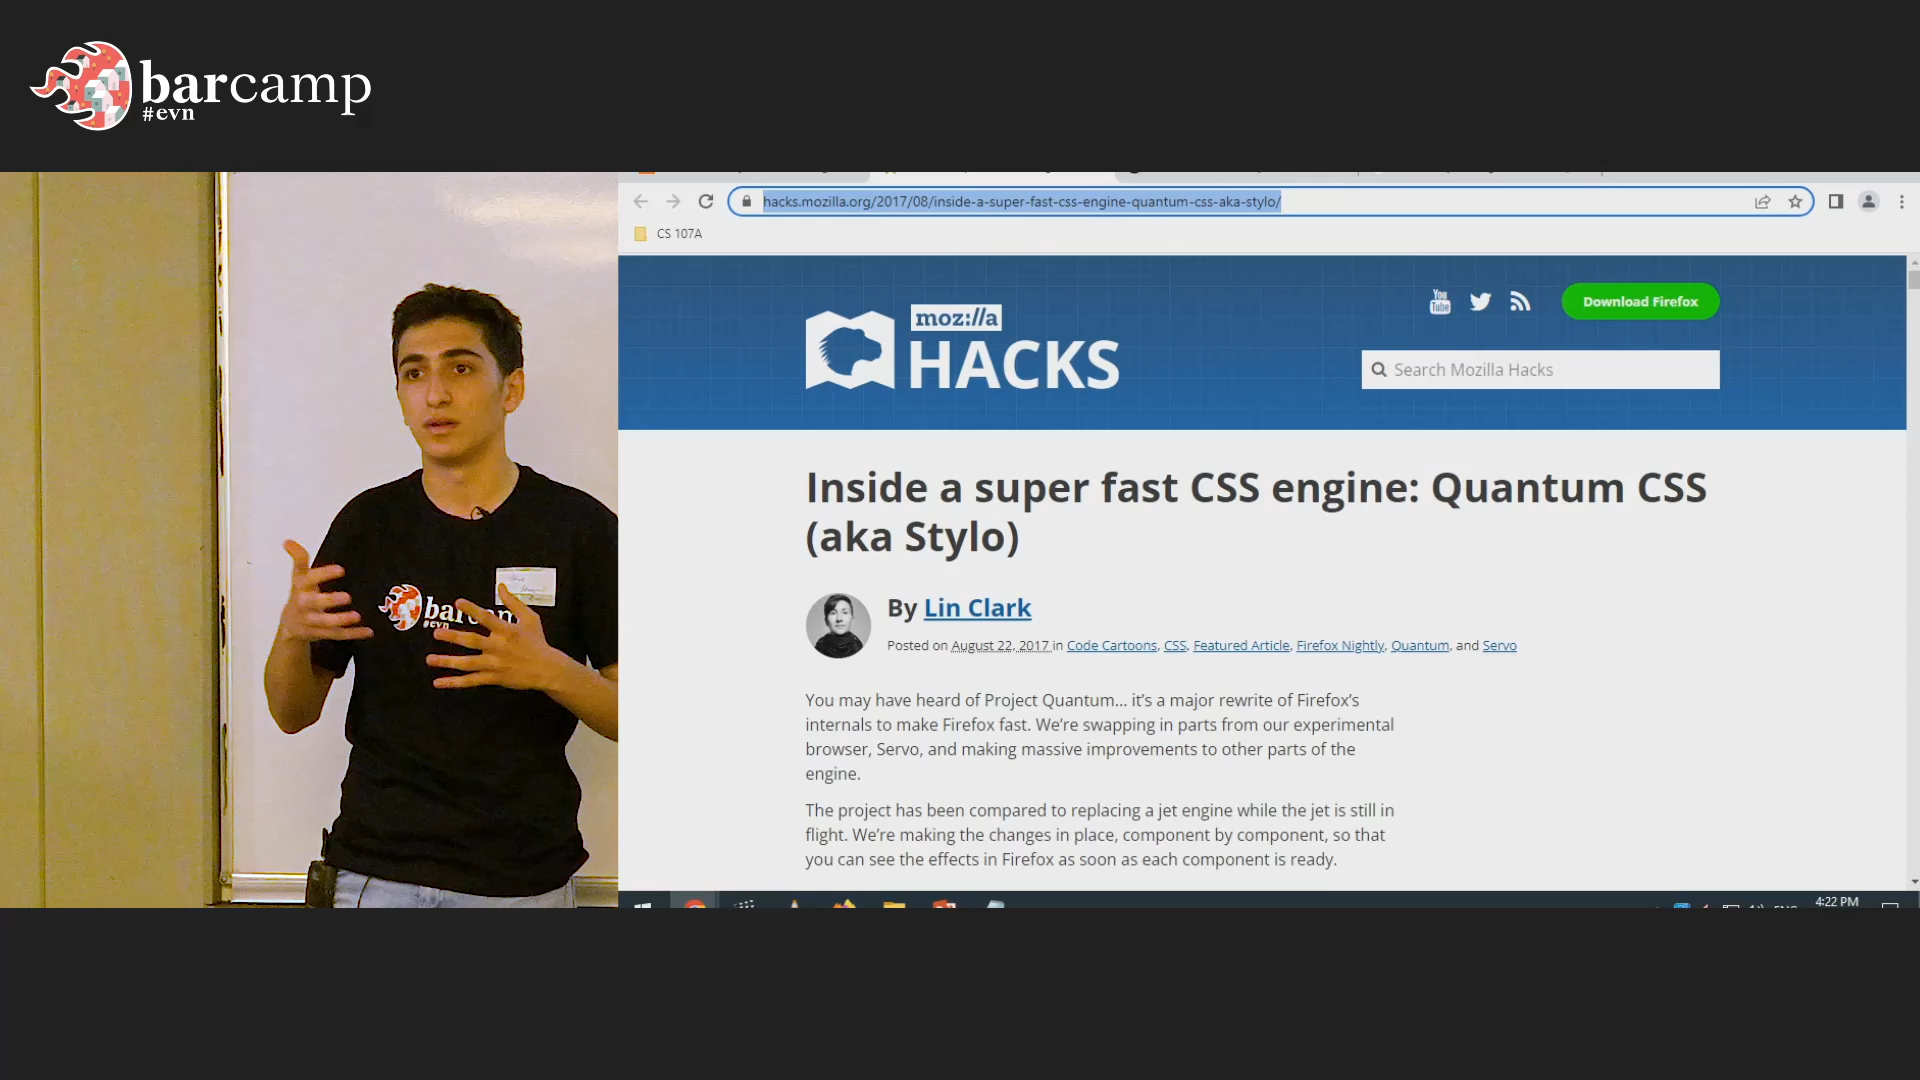 barcamp
#evn
hacks.mozilla.org/2017/08/inside-a-super-fast-css-engine-quantum-css-aka-stylo/
CS 107A
You
Tube
Download Firefox
moz://a
HACKS
Search Mozilla Hacks
Inside a super fast CSS engine: Quantum CSS
(aka Stylo)
By Lin Clark
Posted on August 22, 2017 in Code Cartoons, CSS, Featured Article, Firefox Nightly, Quantum, and Servo
You may have heard of Project Quantum… it’s a major rewrite of Firefox’s
internals to make Firefox fast. We’re swapping in parts from our experimental
browser, Servo, and making massive improvements to other parts of the
engine.
The project has been compared to replacing a jet engine while the jet is still in
flight. We’re making the changes in place, component by component, so that
you can see the effects in Firefox as soon as each component is ready.
4:22 PM
#evn